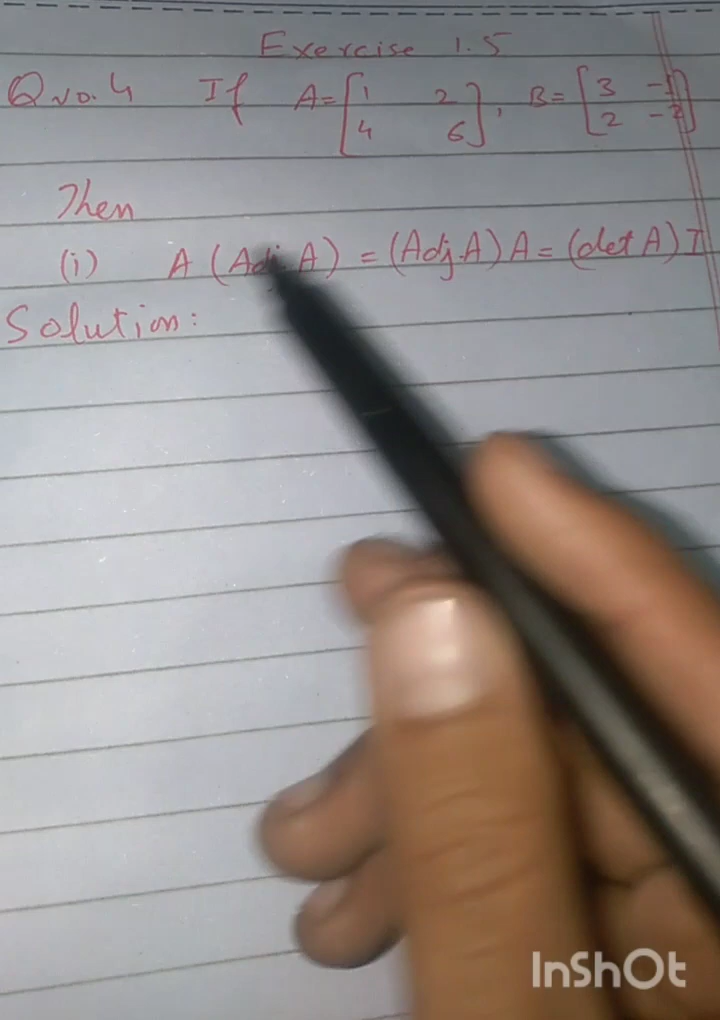 Exercise 1.5
Q no. 4 If A = [1 2 , B = [3 -1
4 6] 2 -2]
Then
(i) A (Adj. A) = (Adj. A) A = (det A) I
Solution:
InShOt